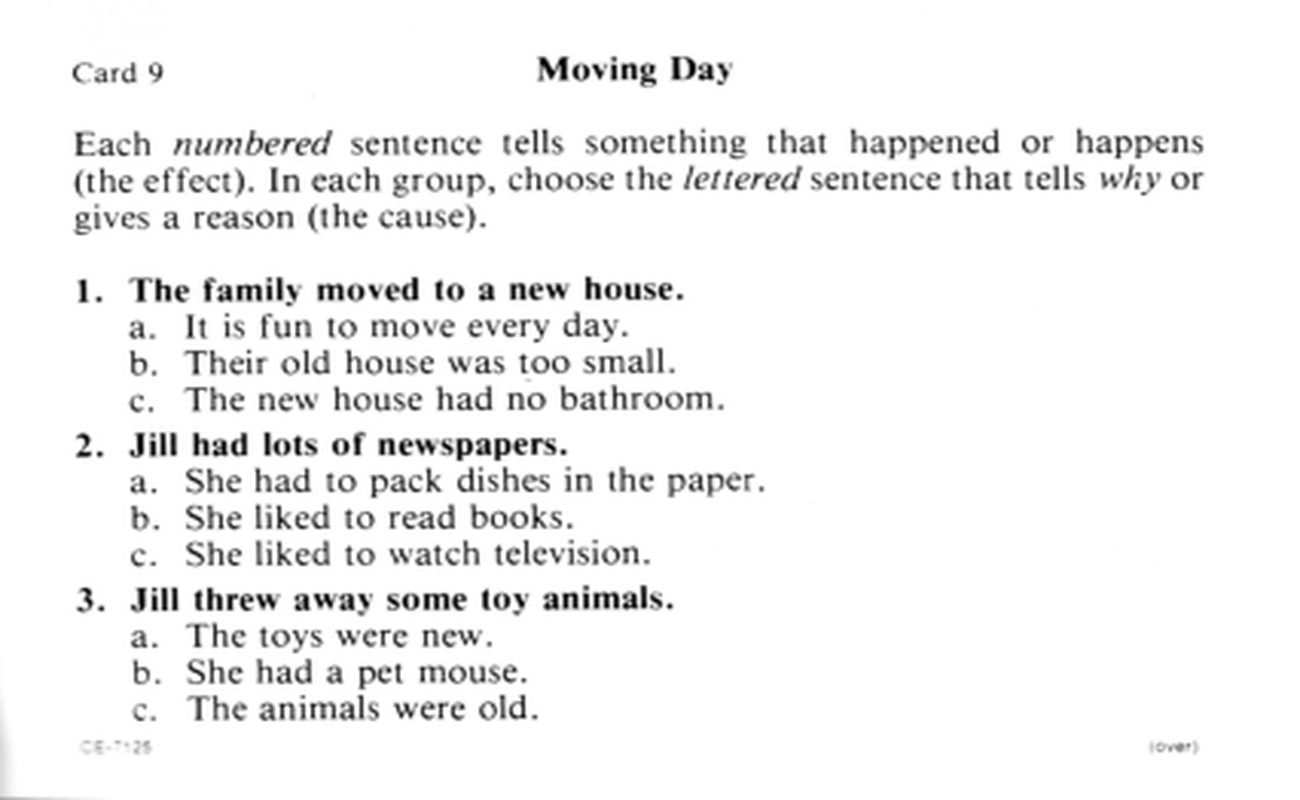 Card 9
Moving Day
Each numbered sentence tells something that happened or happens
(the effect). In each group, choose the lettered sentence that tells why or
gives a reason (the cause).
1. The family moved to a new house.
a. It is fun to move every day.
b. Their old house was too small.
c. The new house had no bathroom.
2. Jill had lots of newspapers.
a. She had to pack dishes in the paper.
b. She liked to read books.
c. She liked to watch television.
3. Jill threw away some toy animals.
a. The toys were new.
b. She had a pet mouse.
c. The animals were old.
CE-7125
(over)